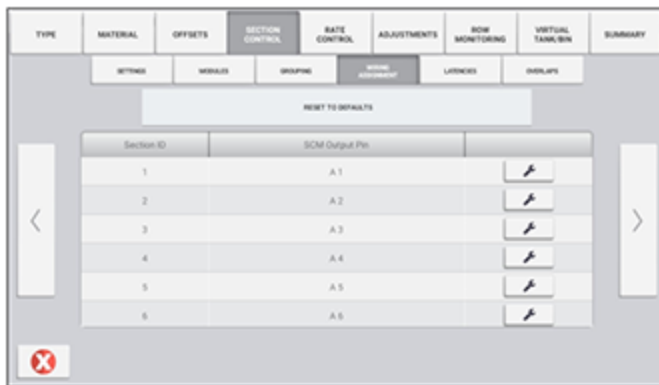 TYPE
MATERIAL
OFFSETS
SECTION
CONTROL
RATE
CONTROL
ADJUSTMENTS
ROW
MONITORING
VIRTUAL
TANK/BIN
SUMMARY
SETTINGS
MODULES
GROUPING
WIRING
ASSIGNMENT
LATENCIES
OVERLAPS
RESET TO DEFAULTS
Section ID SCM Output Pin
1 A 1
2 A 2
3 A 3
4 A 4
5 A 5
6 A 6